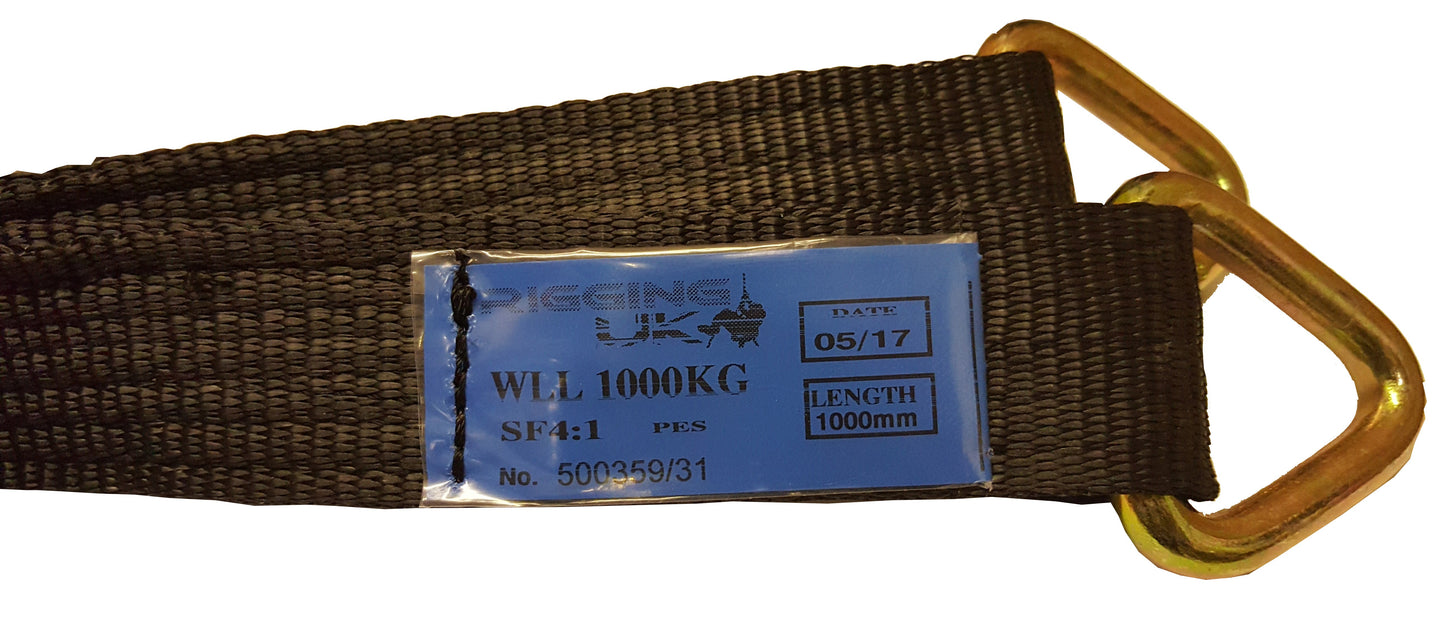 RIGGING
UK
WLL 1000KG
SF4:1 PES
No. 500359/31
DATE
05/17
LENGTH
1000mm